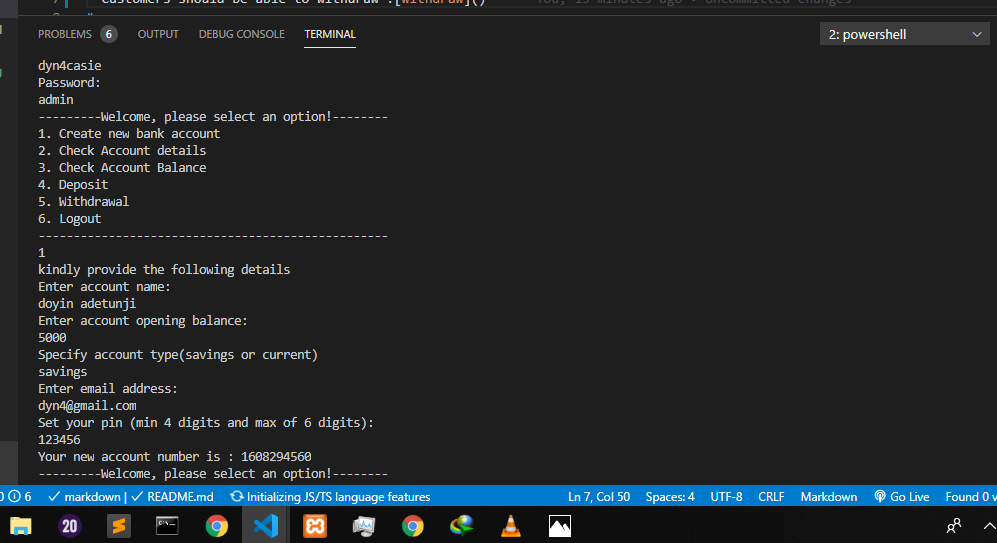 Customers should be able to withdraw :[withdraw]() You, 15 minutes ago • Uncommitted changes
PROBLEMS 6 OUTPUT DEBUG CONSOLE TERMINAL 2: powershell
dyn4casie
Password:
admin
---------Welcome, please select an option!--------
1. Create new bank account
2. Check Account details
3. Check Account Balance
4. Deposit
5. Withdrawal
6. Logout
--------------------------------------------------
1
kindly provide the following details
Enter account name:
doyin adetunji
Enter account opening balance:
5000
Specify account type(savings or current)
savings
Enter email address:
dyn4@gmail.com
Set your pin (min 4 digits and max of 6 digits):
123456
Your new account number is : 1608294560
---------Welcome, please select an option!--------
0 6 markdown | README.md Initializing JS/TS language features Ln 7, Col 50 Spaces: 4 UTF-8 CRLF Markdown Go Live Found 0 v
20